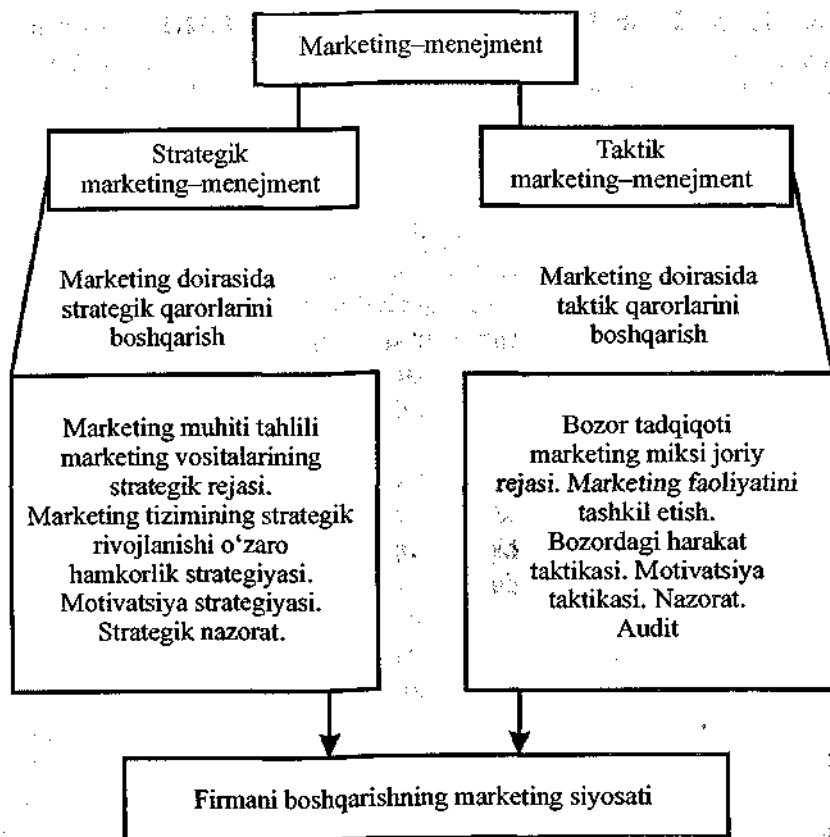 Marketing–menejment
Strategik
marketing–menejment
Taktik
marketing–menejment
Marketing doirasida
strategik qarorlarini
boshqarish
Marketing doirasida
taktik qarorlarini
boshqarish
Marketing muhiti tahlili
marketing vositalarining
strategik rejasi.
Marketing tizimining strategik
rivojlanishi o‘zaro
hamkorlik strategiyasi.
Motivatsiya strategiyasi.
Strategik nazorat.
Bozor tadqiqoti
marketing miksi joriy
rejasi. Marketing faoliyatini
tashkil etish.
Bozordagi harakat
taktikasi. Motivatsiya
taktikasi. Nazorat.
Audit
Firmani boshqarishning marketing siyosati